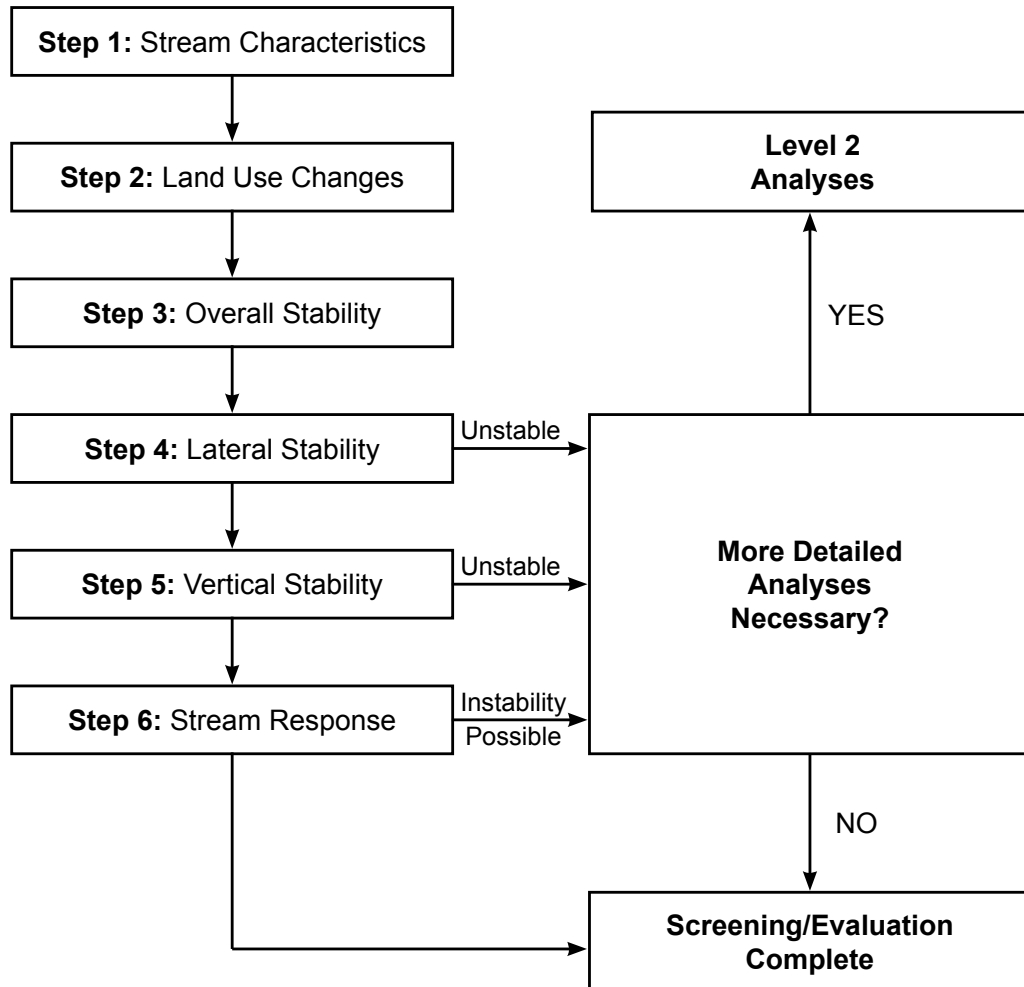 Step 1: Stream Characteristics
Step 2: Land Use Changes
Step 3: Overall Stability
Step 4: Lateral Stability
Unstable
Step 5: Vertical Stability
Unstable
Step 6: Stream Response
Instability
Possible
Level 2
Analyses
YES
More Detailed
Analyses
Necessary?
NO
Screening/Evaluation
Complete